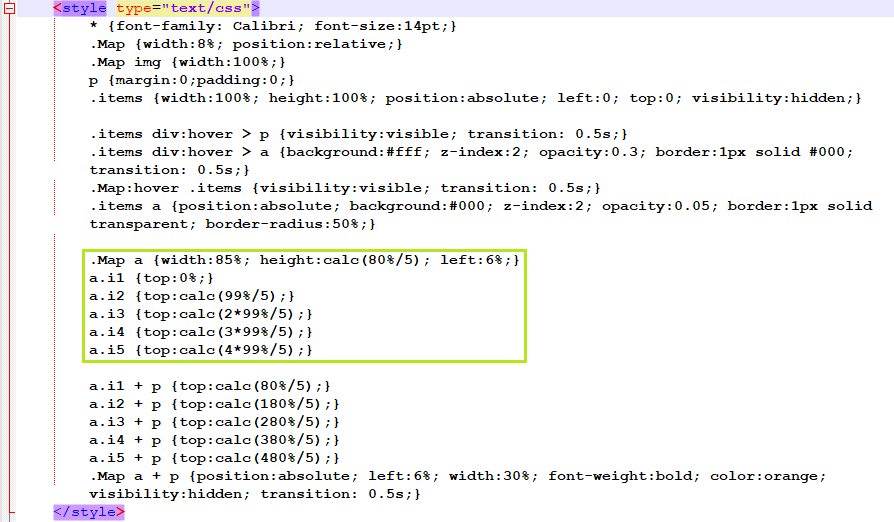 <style type="text/css">
* {font-family: Calibri; font-size:14pt;}
.Map {width:8%; position:relative;}
.Map img {width:100%;}
p {margin:0;padding:0;}
.items {width:100%; height:100%; position:absolute; left:0; top:0; visibility:hidden;}
.items div:hover > p {visibility:visible; transition: 0.5s;}
.items div:hover > a {background:#fff; z-index:2; opacity:0.3; border:1px solid #000;
transition: 0.5s;}
.Map:hover .items {visibility:visible; transition: 0.5s;}
.items a {position:absolute; background:#000; z-index:2; opacity:0.05; border:1px solid
transparent; border-radius:50%;}
.Map a {width:85%; height:calc(80%/5); left:6%;}
a.i1 {top:0%;}
a.i2 {top:calc(99%/5);}
a.i3 {top:calc(2*99%/5);}
a.i4 {top:calc(3*99%/5);}
a.i5 {top:calc(4*99%/5);}
a.i1 + p {top:calc(80%/5);}
a.i2 + p {top:calc(180%/5);}
a.i3 + p {top:calc(280%/5);}
a.i4 + p {top:calc(380%/5);}
a.i5 + p {top:calc(480%/5);}
.Map a + p {position:absolute; left:6%; width:30%; font-weight:bold; color:orange;
visibility:hidden; transition: 0.5s;}
</style>